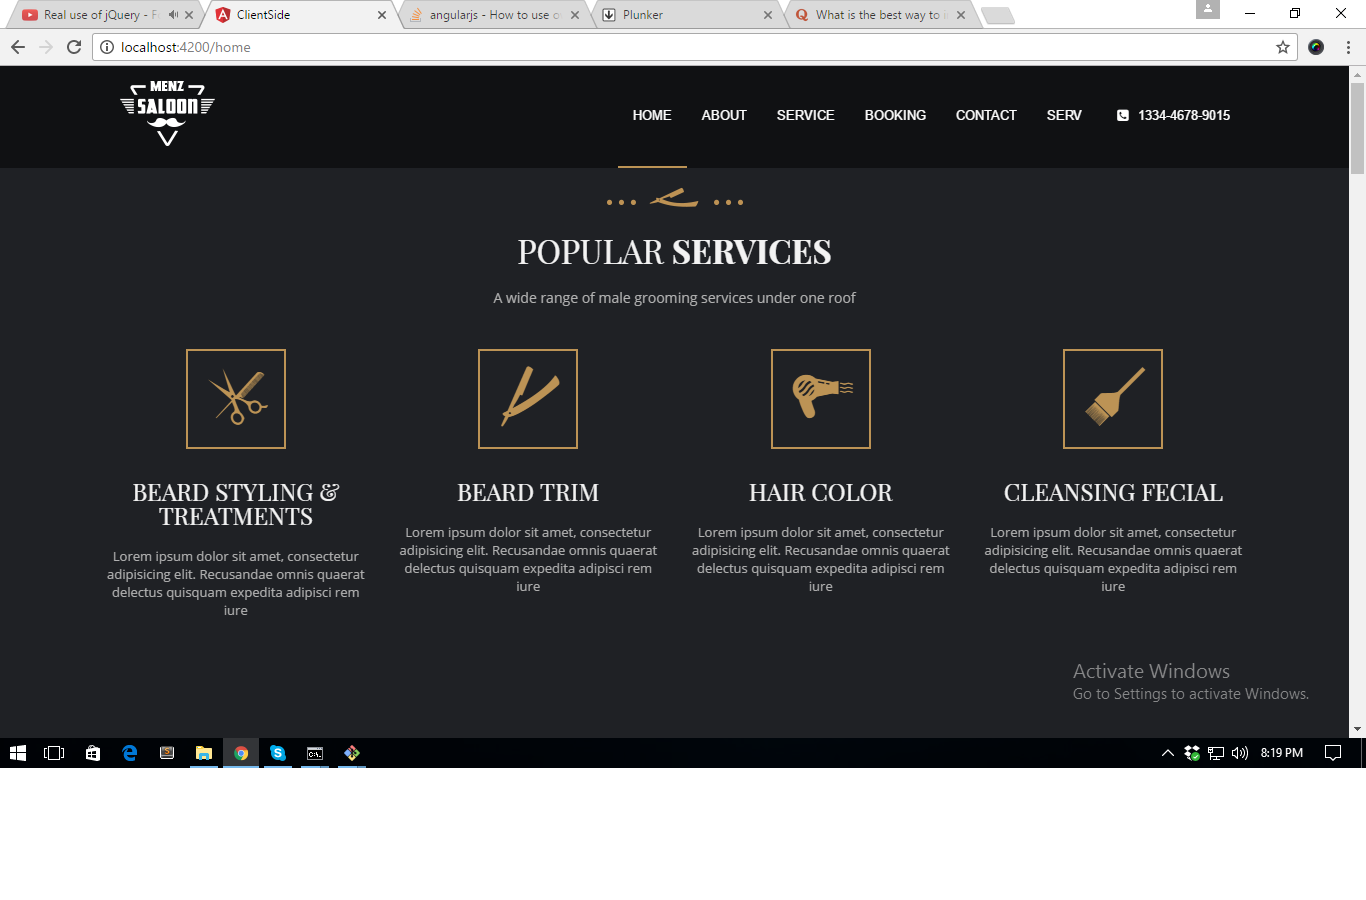 Real use of jQuery - F
ClientSide
angularjs - How to use o
Plunker
What is the best way to i
localhost:4200/home
MENZ
SALOON
HOME ABOUT SERVICE BOOKING CONTACT SERV 1334-4678-9015
POPULAR SERVICES
A wide range of male grooming services under one roof
BEARD STYLING &
TREATMENTS
Lorem ipsum dolor sit amet, consectetur
adipisicing elit. Recusandae omnis quaerat
delectus quisquam expedita adipisci rem
iure
BEARD TRIM
Lorem ipsum dolor sit amet, consectetur
adipisicing elit. Recusandae omnis quaerat
delectus quisquam expedita adipisci rem
iure
HAIR COLOR
Lorem ipsum dolor sit amet, consectetur
adipisicing elit. Recusandae omnis quaerat
delectus quisquam expedita adipisci rem
iure
CLEANSING FECIAL
Lorem ipsum dolor sit amet, consectetur
adipisicing elit. Recusandae omnis quaerat
delectus quisquam expedita adipisci rem
iure
Activate Windows
Go to Settings to activate Windows.
8:19 PM